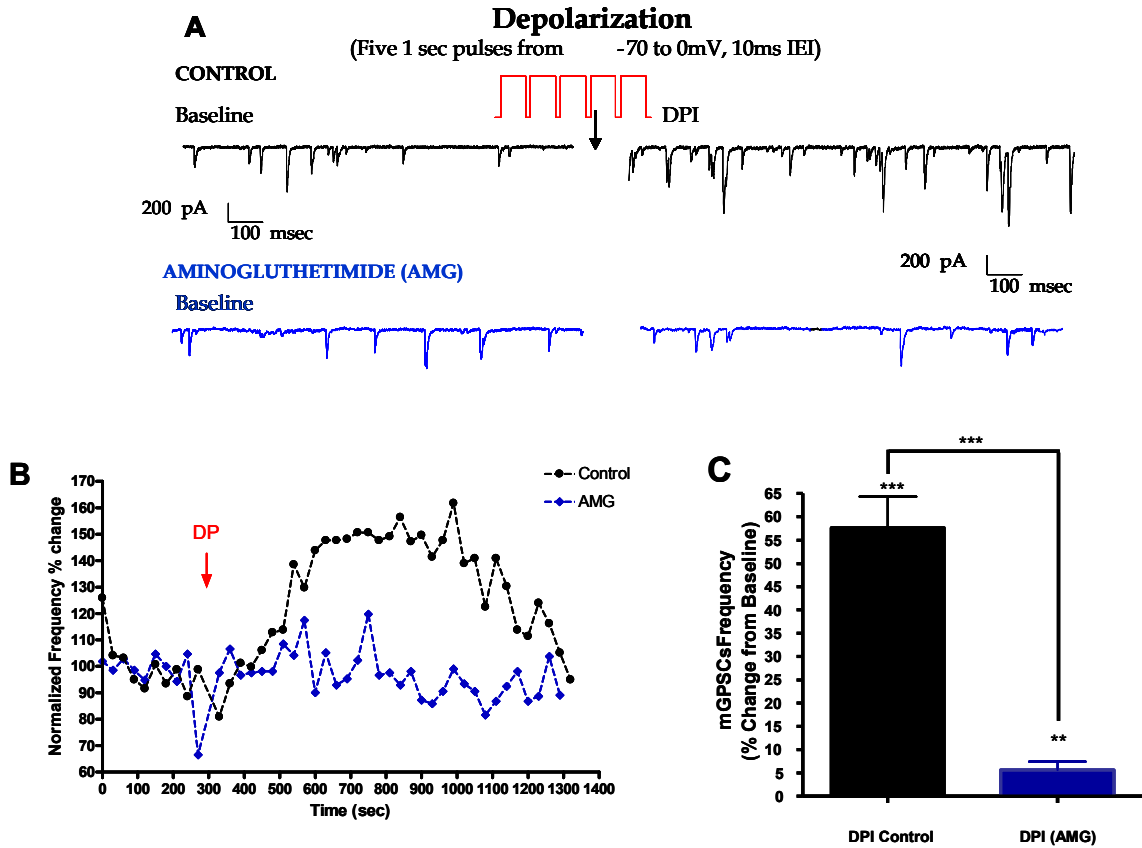 A
Depolarization
(Five 1 sec pulses from -70 to 0mV, 10ms IEI)
CONTROL
Baseline
DPI
200 pA
100 msec
200 pA
100 msec
AMINOGLUTHETIMIDE (AMG)
Baseline
B
Control
AMG
DP
Normalized Frequency % change
170
160
150
140
130
120
110
100
90
80
70
60
0 100 200 300 400 500 600 700 800 900 1000 1100 1200 1300 1400
Time (sec)
C
***
***
**
mGPSCsFrequency
(% Change from Baseline)
65
60
55
50
45
40
35
30
25
20
15
10
5
0
DPI Control
DPI (AMG)